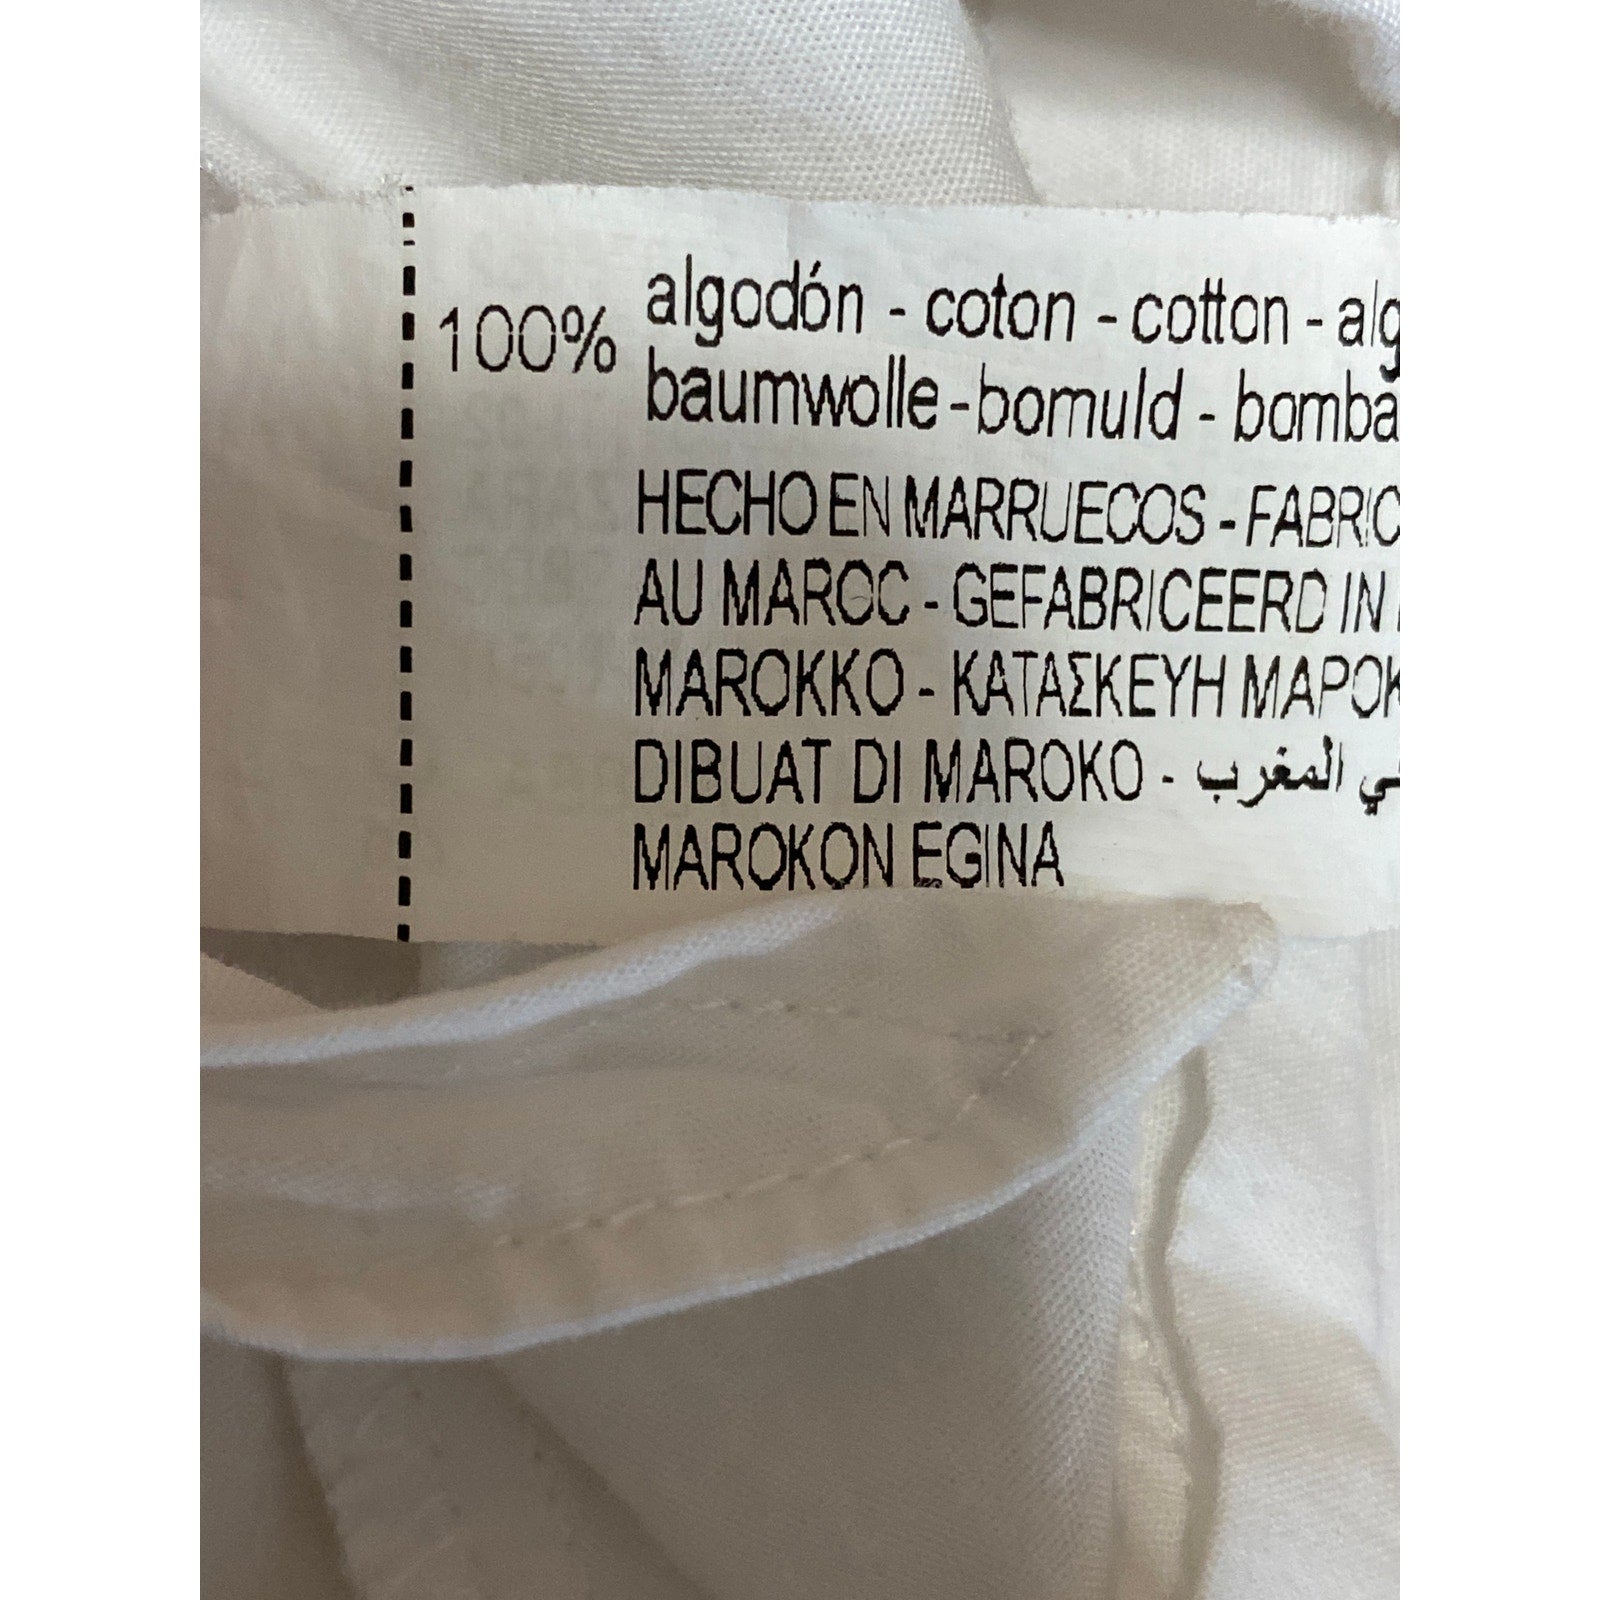 100% algodón - coton - cotton - alg
baumwolle - bomuld - bomba
HECHO EN MARRUECOS - FABRIC
AU MAROC - GEFABRICEERD IN
MAROKKO - ΚΑΤΑΣΚΕΥΗ ΜΑΡΟΚ
DIBUAT DI MAROKO - في المغرب
MAROKON EGINA